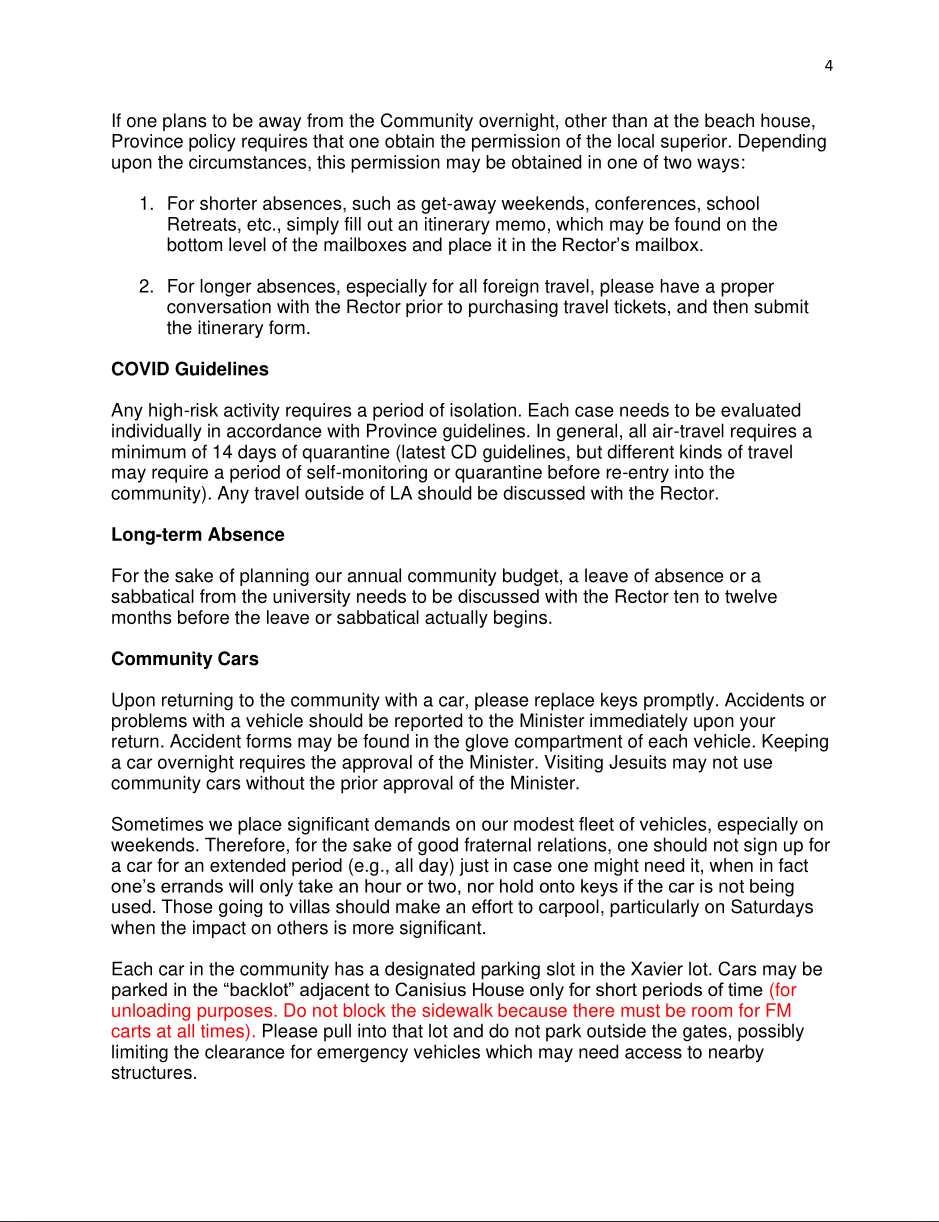 4
If one plans to be away from the Community overnight, other than at the beach house,
Province policy requires that one obtain the permission of the local superior. Depending
upon the circumstances, this permission may be obtained in one of two ways:
1. For shorter absences, such as get-away weekends, conferences, school
Retreats, etc., simply fill out an itinerary memo, which may be found on the
bottom level of the mailboxes and place it in the Rector’s mailbox.
2. For longer absences, especially for all foreign travel, please have a proper
conversation with the Rector prior to purchasing travel tickets, and then submit
the itinerary form.
COVID Guidelines
Any high-risk activity requires a period of isolation. Each case needs to be evaluated
individually in accordance with Province guidelines. In general, all air-travel requires a
minimum of 14 days of quarantine (latest CD guidelines, but different kinds of travel
may require a period of self-monitoring or quarantine before re-entry into the
community). Any travel outside of LA should be discussed with the Rector.
Long-term Absence
For the sake of planning our annual community budget, a leave of absence or a
sabbatical from the university needs to be discussed with the Rector ten to twelve
months before the leave or sabbatical actually begins.
Community Cars
Upon returning to the community with a car, please replace keys promptly. Accidents or
problems with a vehicle should be reported to the Minister immediately upon your
return. Accident forms may be found in the glove compartment of each vehicle. Keeping
a car overnight requires the approval of the Minister. Visiting Jesuits may not use
community cars without the prior approval of the Minister.
Sometimes we place significant demands on our modest fleet of vehicles, especially on
weekends. Therefore, for the sake of good fraternal relations, one should not sign up for
a car for an extended period (e.g., all day) just in case one might need it, when in fact
one’s errands will only take an hour or two, nor hold onto keys if the car is not being
used. Those going to villas should make an effort to carpool, particularly on Saturdays
when the impact on others is more significant.
Each car in the community has a designated parking slot in the Xavier lot. Cars may be
parked in the “backlot” adjacent to Canisius House only for short periods of time (for
unloading purposes. Do not block the sidewalk because there must be room for FM
carts at all times). Please pull into that lot and do not park outside the gates, possibly
limiting the clearance for emergency vehicles which may need access to nearby
structures.